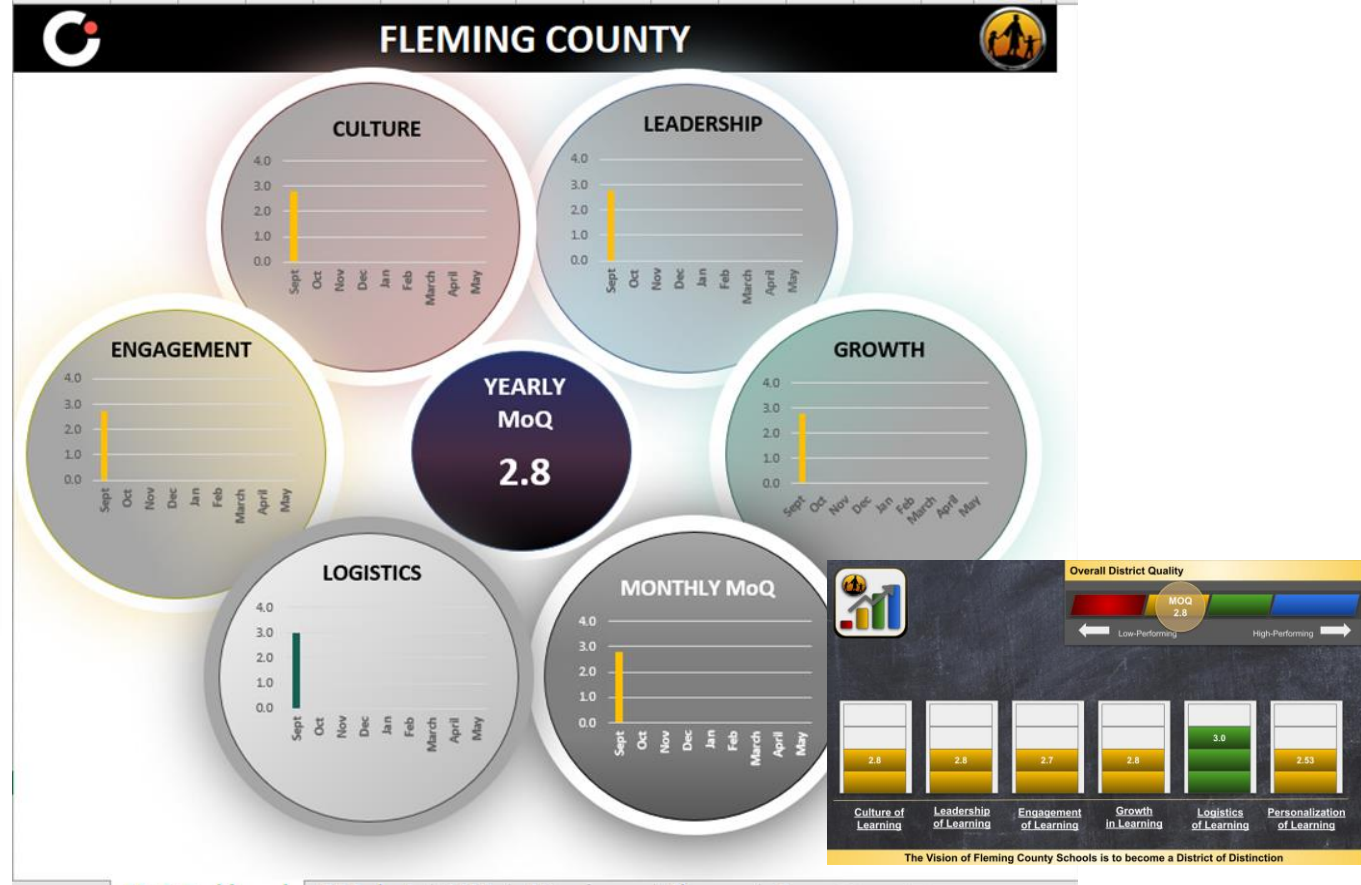 FLEMING COUNTY
CULTURE
4.0
3.0
2.0
1.0
0.0
Sept Oct Nov Dec Jan Feb March April May
LEADERSHIP
4.0
3.0
2.0
1.0
0.0
Sept Oct Nov Dec Jan Feb March April May
ENGAGEMENT
4.0
3.0
2.0
1.0
0.0
Sept Oct Nov Dec Jan Feb March April May
YEARLY
MoQ
2.8
GROWTH
4.0
3.0
2.0
1.0
0.0
Sept Oct Nov Dec Jan Feb March April May
LOGISTICS
4.0
3.0
2.0
1.0
0.0
Sept Oct Nov Dec Jan Feb March April May
MONTHLY MoQ
4.0
3.0
2.0
1.0
0.0
Sept Oct Nov Dec Jan Feb March April May
Overall District Quality
MOQ
2.8
Low-Performing High-Performing
2.8 2.8 2.7 2.8 3.0 2.53
Culture of Learning
Leadership of Learning
Engagement of Learning
Growth in Learning
Logistics of Learning
Personalization of Learning
The Vision of Fleming County Schools is to become a District of Distinction